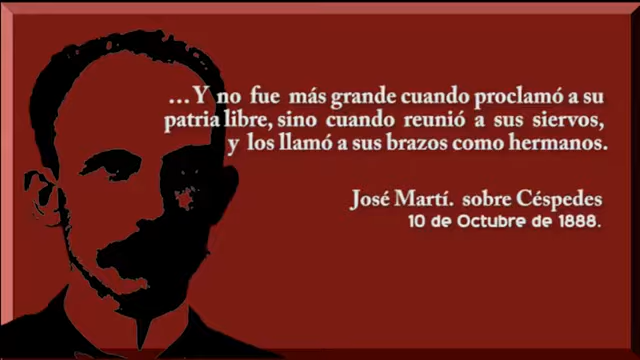 ...Y no fue más grande cuando proclamó a su
patria libre, sino cuando reunió a sus siervos,
y los llamó a sus brazos como hermanos.
José Martí. sobre Céspedes
10 de Octubre de 1888.